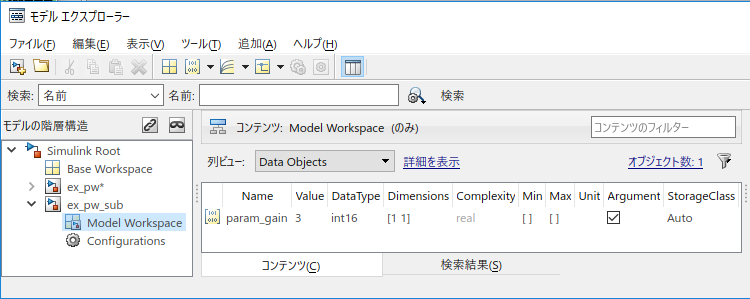 モデル エクスプローラー
ファイル(F) 編集(E) 表示(V) ツール(T) 追加(A) ヘルプ(H)
検索: 名前 名前: 検索
モデルの階層構造
Simulink Root
Base Workspace
ex_pw*
ex_pw_sub
Model Workspace
Configurations
コンテンツ: Model Workspace (のみ) コンテンツのフィルター
列ビュー: Data Objects 詳細を表示 オブジェクト数: 1
Name Value DataType Dimensions Complexity Min Max Unit Argument StorageClass
param_gain 3 int16 [1 1] real [ ] [ ] Auto
コンテンツ(C) 検索結果(S)